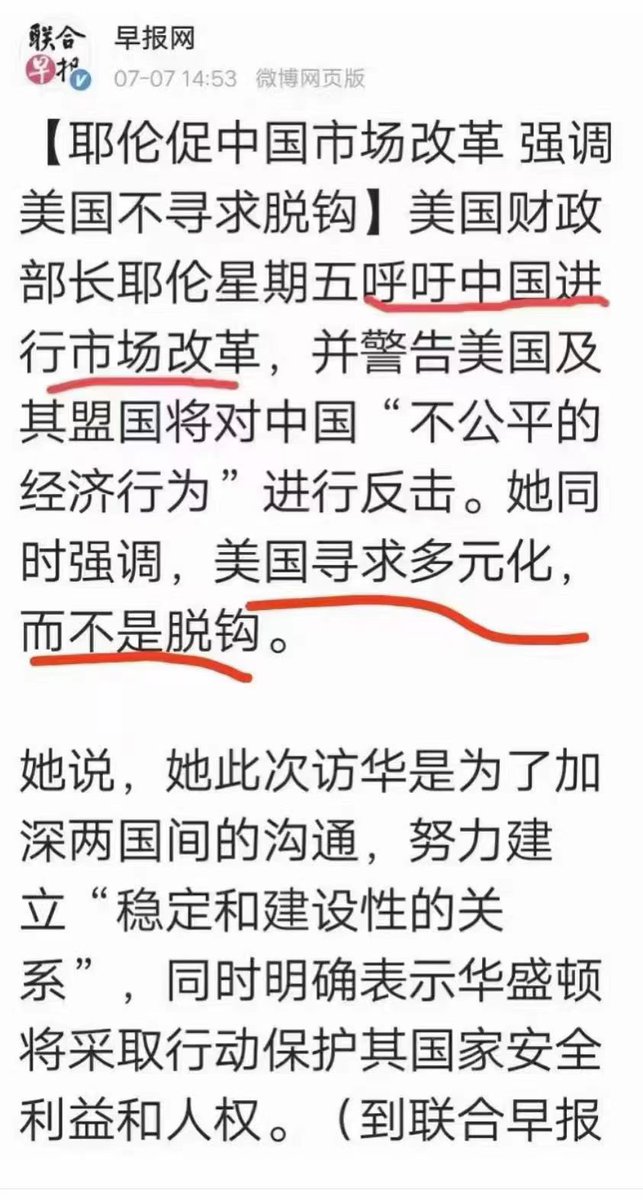 联合
早报
早报网
07-07 14:53 微博网页版
【耶伦促中国市场改革 强调
美国不寻求脱钩】美国财政
部长耶伦星期五呼吁中国进
行市场改革，并警告美国及
其盟国将对中国“不公平的
经济行为”进行反击。她同
时强调，美国寻求多元化，
而不是脱钩。
她说，她此次访华是为了加
深两国间的沟通，努力建
立“稳定和建设性的关
系”，同时明确表示华盛顿
将采取行动保护其国家安全
利益和人权。（到联合早报